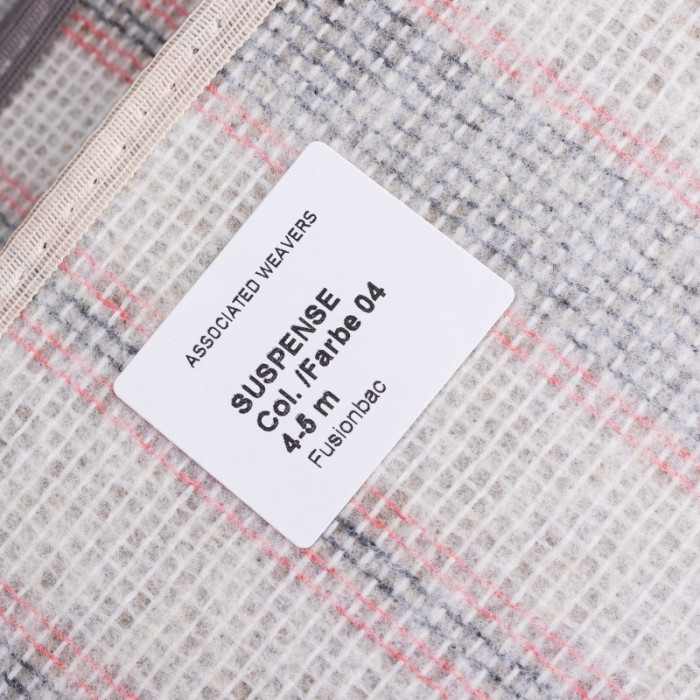 ASSOCIATED WEAVERS
SUSPENSE
Col. /Farbe 04
4-5 m
Fusionbac